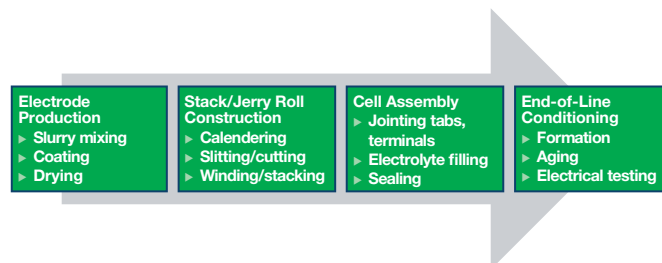 Electrode
Production
▶ Slurry mixing
▶ Coating
▶ Drying
Stack/Jerry Roll
Construction
▶ Calendering
▶ Slitting/cutting
▶ Winding/stacking
Cell Assembly
▶ Jointing tabs,
terminals
▶ Electrolyte filling
▶ Sealing
End-of-Line
Conditioning
▶ Formation
▶ Aging
▶ Electrical testing